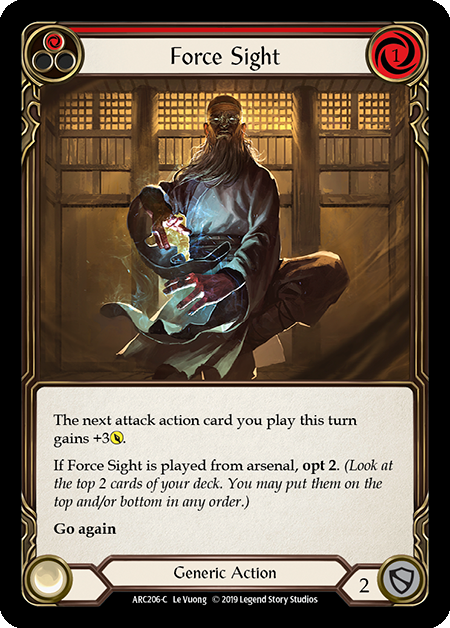 Force Sight
1
The next attack action card you play this turn
gains +3.
If Force Sight is played from arsenal, opt 2. (Look at
the top 2 cards of your deck. You may put them on the
top and/or bottom in any order.)
Go again
Generic Action
2
ARC206-C Le Vuong © 2019 Legend Story Studios